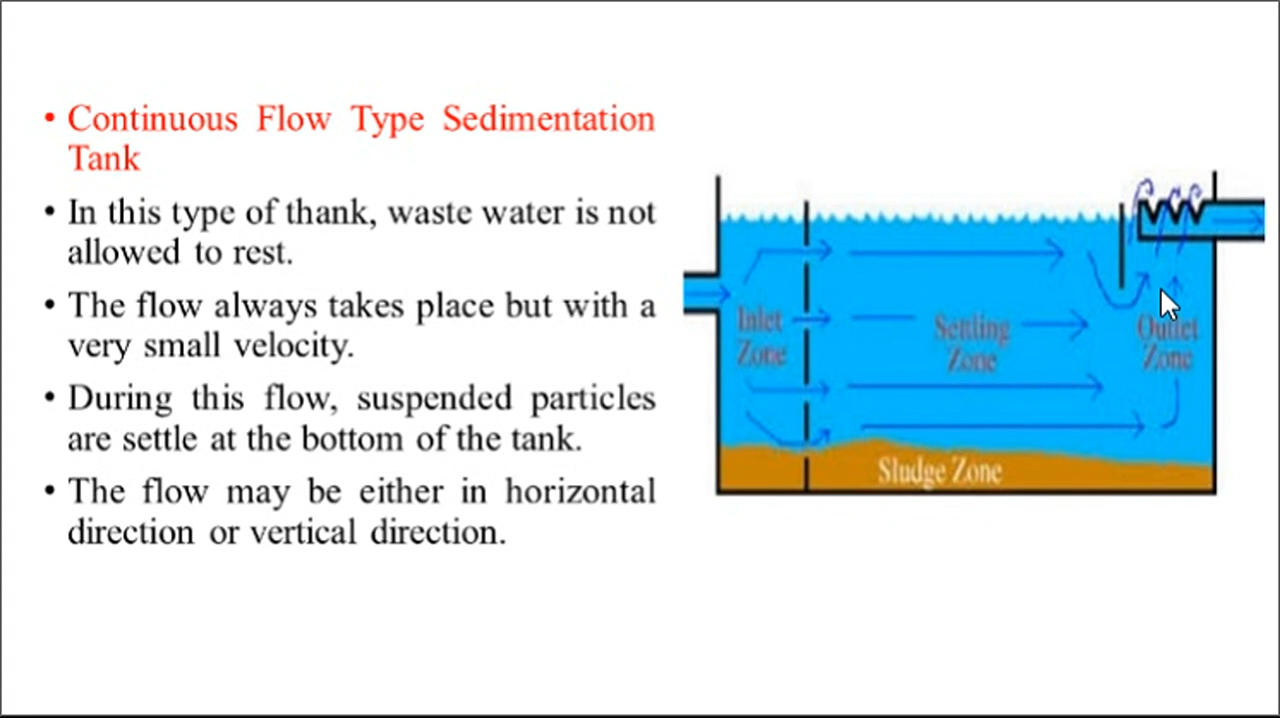 • Continuous Flow Type Sedimentation
Tank
• In this type of thank, waste water is not
allowed to rest.
• The flow always takes place but with a
very small velocity.
• During this flow, suspended particles
are settle at the bottom of the tank.
• The flow may be either in horizontal
direction or vertical direction.
Inlet
Zone
Settling
Zone
Outlet
Zone
Sludge Zone